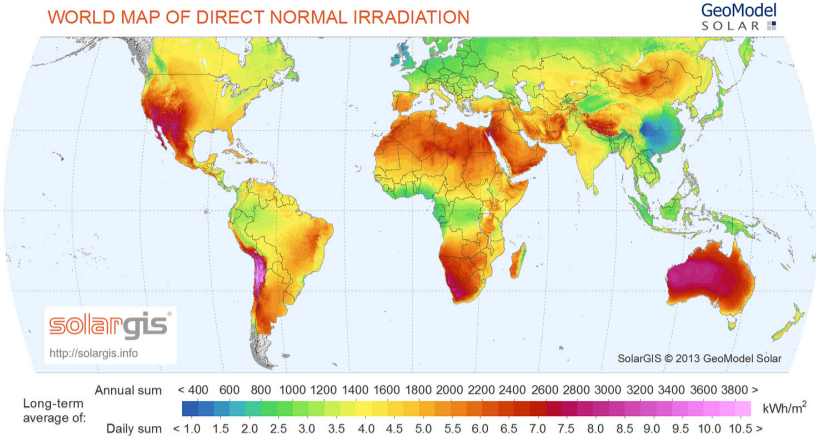 WORLD MAP OF DIRECT NORMAL IRRADIATION
GeoModel
SOLAR
solargis®
http://solargis.info
SolarGIS © 2013 GeoModel Solar
Annual sum < 400 600 800 1000 1200 1400 1600 1800 2000 2200 2400 2600 2800 3000 3200 3400 3600 3800 >
Long-term
average of:
kWh/m²
Daily sum < 1.0 1.5 2.0 2.5 3.0 3.5 4.0 4.5 5.0 5.5 6.0 6.5 7.0 7.5 8.0 8.5 9.0 9.5 10.0 10.5 >